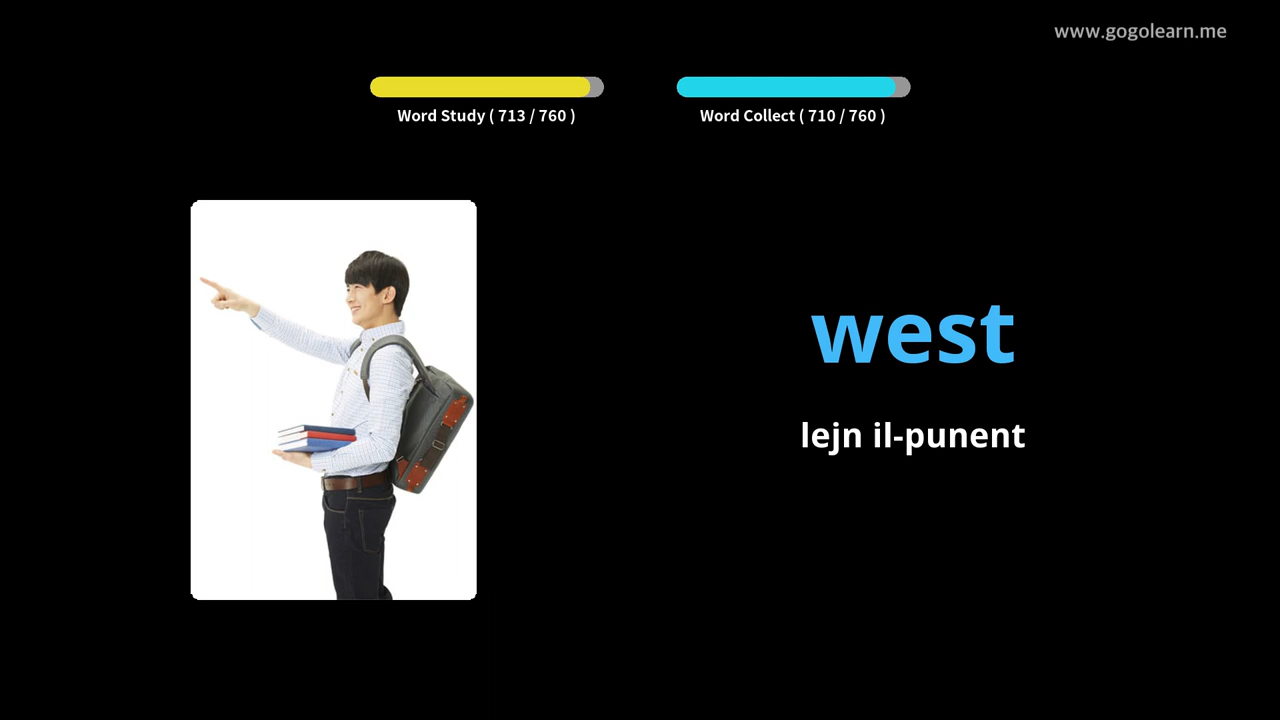 www.gogolearn.me
Word Study ( 713 / 760 )
Word Collect ( 710 / 760 )
west
lejn il-punent